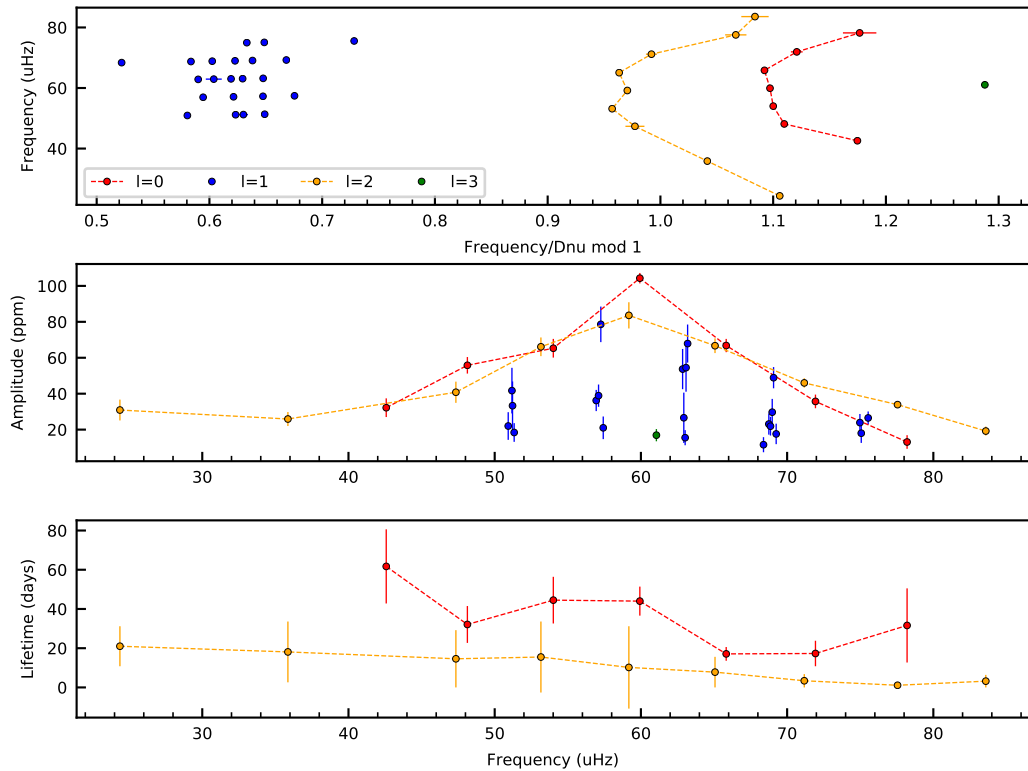 80
60
40
Frequency (uHz)
l=0 l=1 l=2 l=3
0.5 0.6 0.7 0.8 0.9 1.0 1.1 1.2 1.3
Frequency/Dnu mod 1
100
80
60
40
20
Amplitude (ppm)
30 40 50 60 70 80
60
40
20
0
Lifetime (days)
30 40 50 60 70 80
Frequency (uHz)